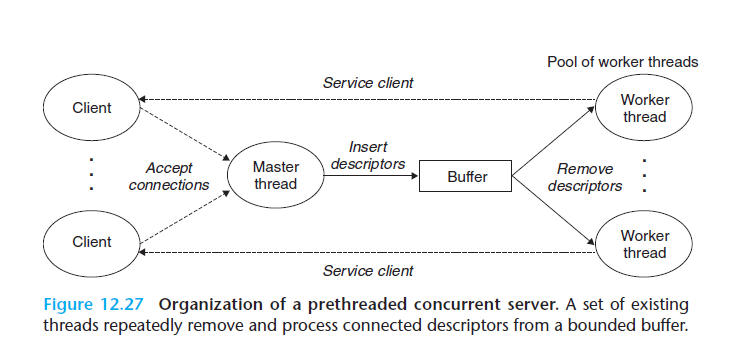 Pool of worker threads
Service client
Client
Worker
thread
Insert
descriptors
Accept
connections
Master
thread
Buffer
Remove
descriptors
Client
Worker
thread
Service client
Figure 12.27 Organization of a prethreaded concurrent server. A set of existing
threads repeatedly remove and process connected descriptors from a bounded buffer.